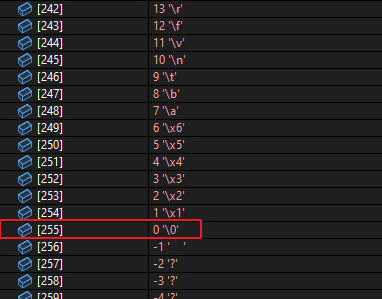 [242] 13 '\r'
[243] 12 '\f'
[244] 11 '\v'
[245] 10 '\n'
[246] 9 '\t'
[247] 8 '\b'
[248] 7 '\a'
[249] 6 '\x6'
[250] 5 '\x5'
[251] 4 '\x4'
[252] 3 '\x3'
[253] 2 '\x2'
[254] 1 '\x1'
[255] 0 '\0'
[256] -1 ' '
[257] -2 '?'
[258] -3 '?'
[259] -4 '?'